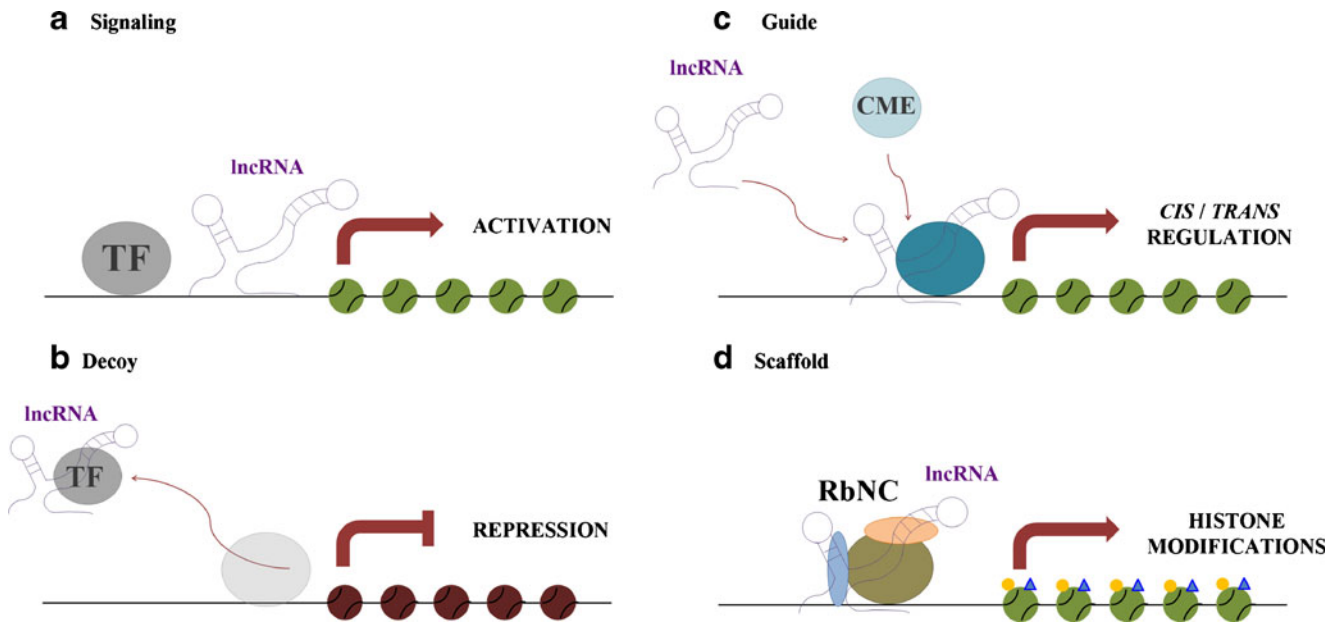 a Signaling
lncRNA
TF
ACTIVATION
b Decoy
lncRNA
TF
REPRESSION
c Guide
lncRNA
CME
CIS / TRANS
REGULATION
d Scaffold
RbNC
lncRNA
HISTONE
MODIFICATIONS